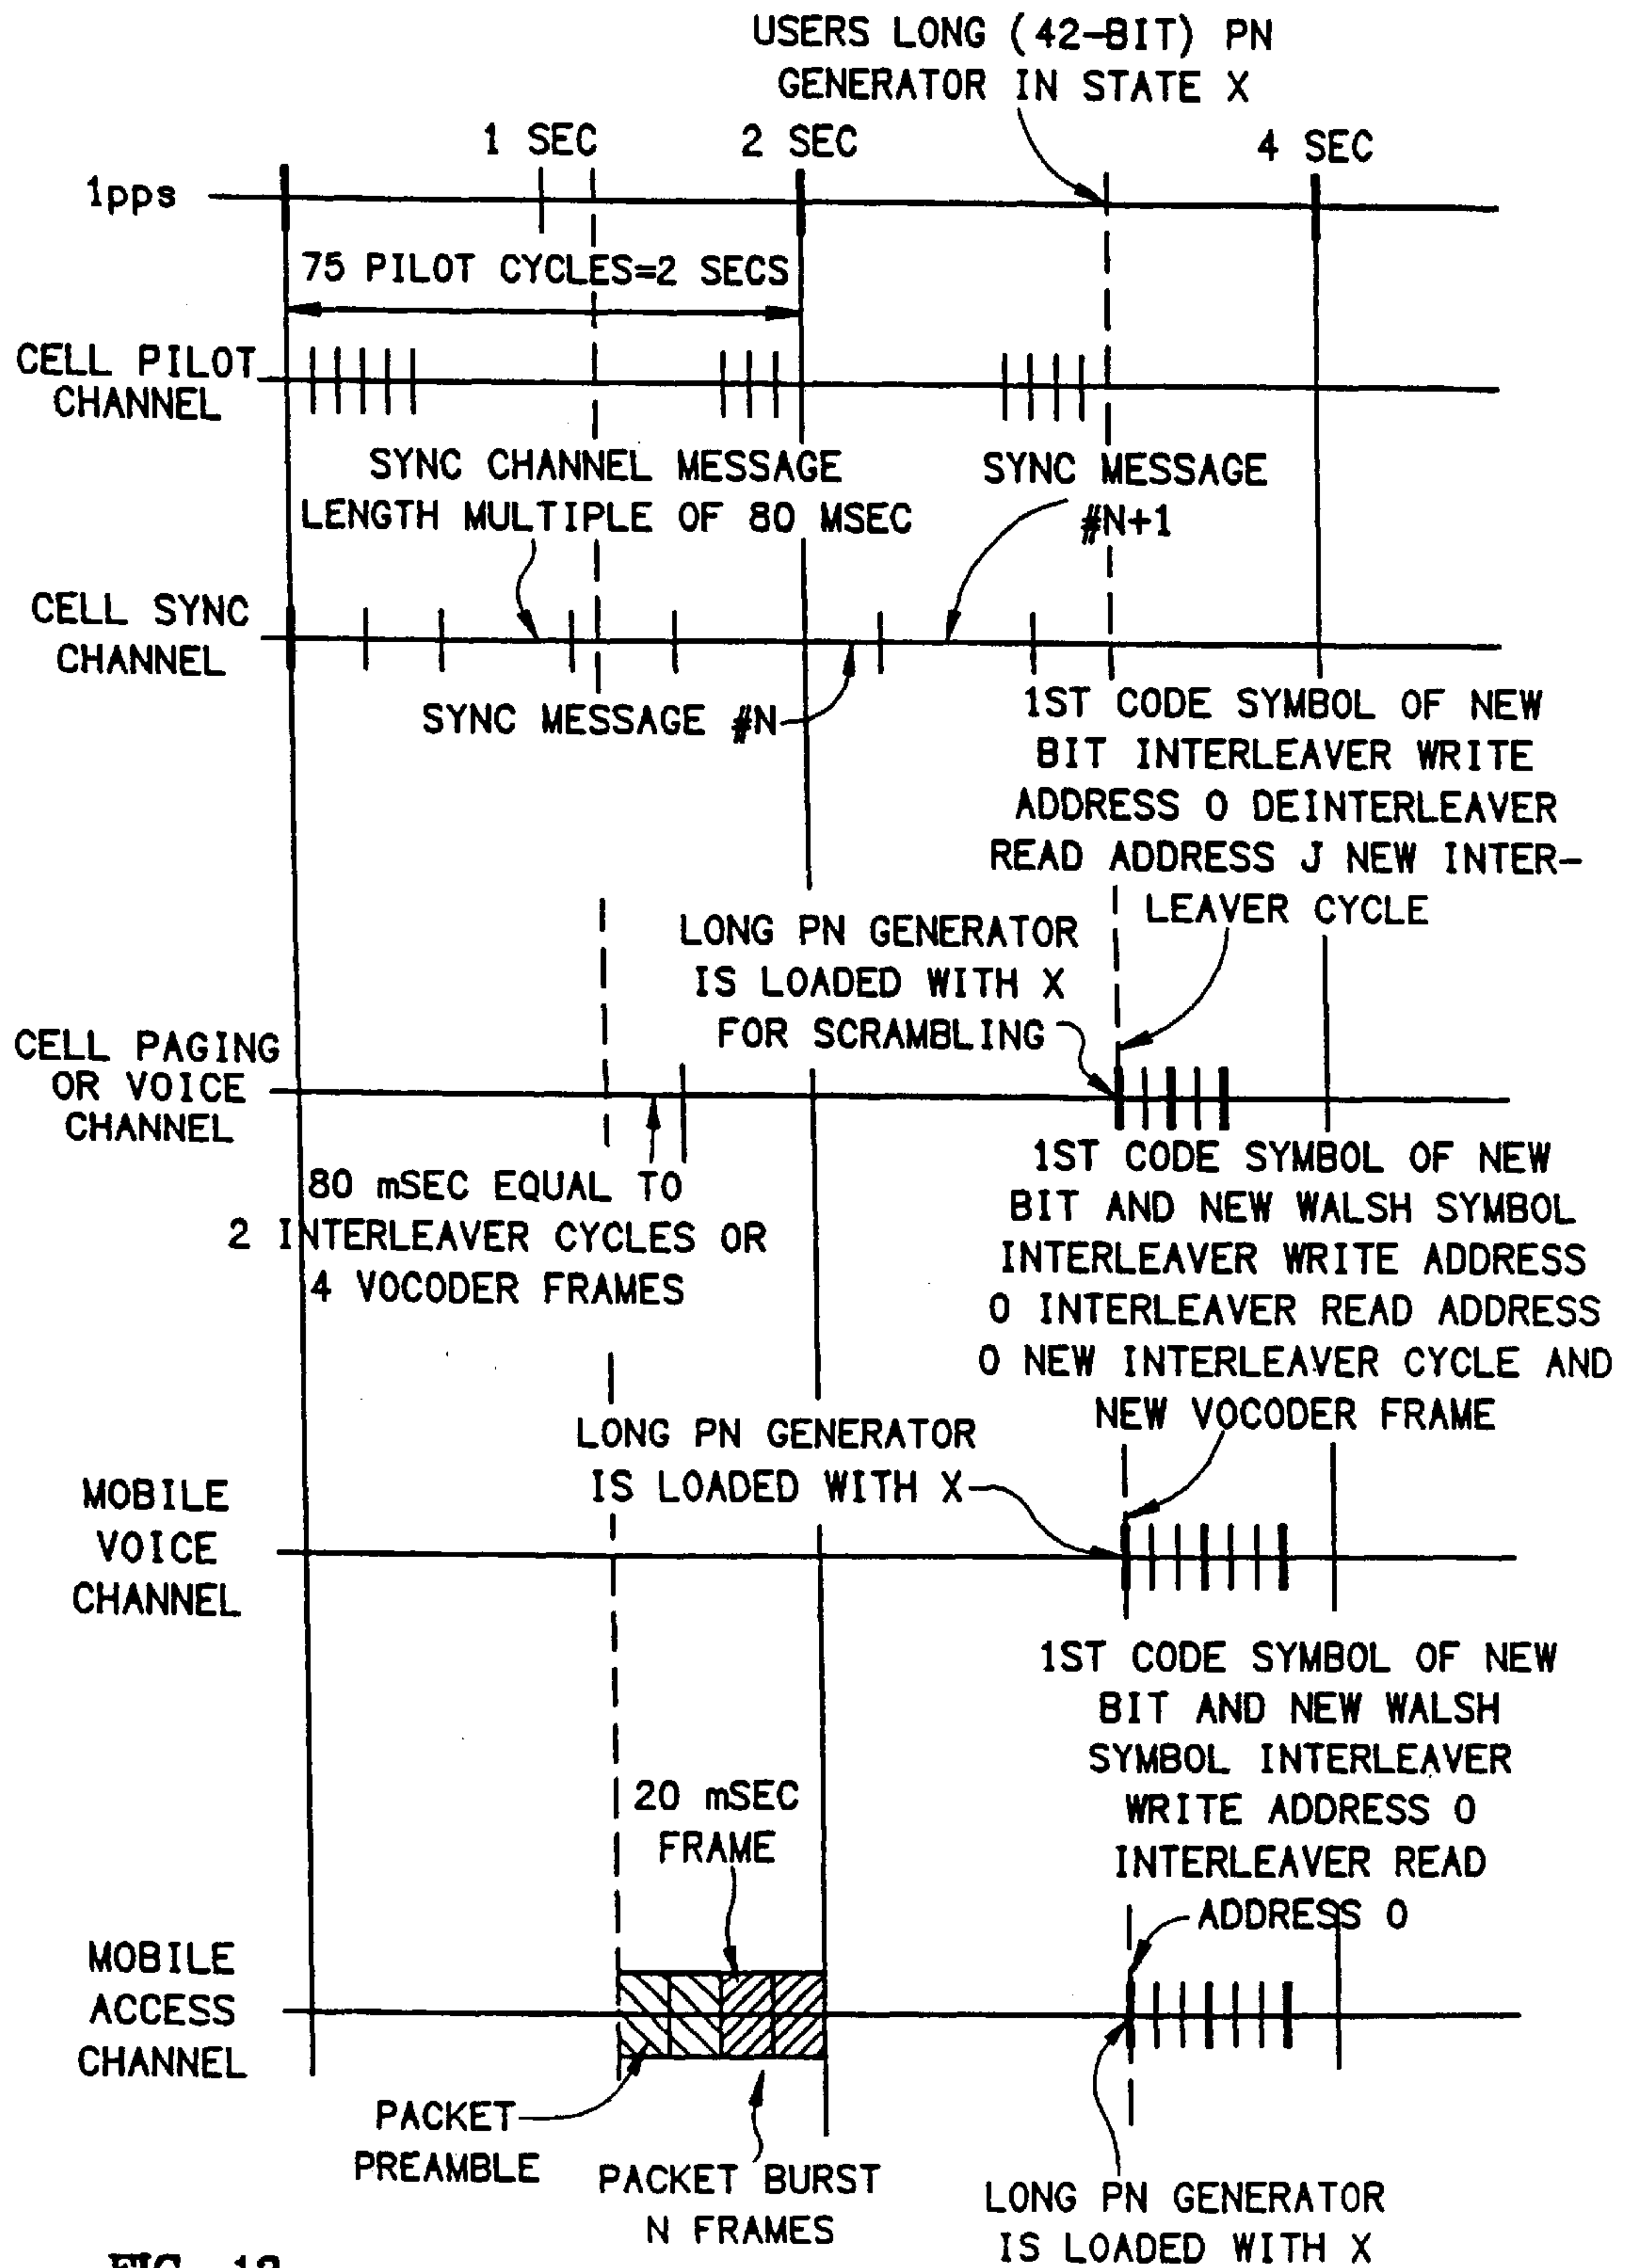 USERS LONG (42-BIT) PN
GENERATOR IN STATE X
1 SEC
2 SEC
4 SEC
1pps
75 PILOT CYCLES=2 SECS
CELL PILOT
CHANNEL
SYNC CHANNEL MESSAGE
LENGTH MULTIPLE OF 80 MSEC
SYNC MESSAGE
#N+1
CELL SYNC
CHANNEL
SYNC MESSAGE #N
1ST CODE SYMBOL OF NEW
BIT INTERLEAVER WRITE
ADDRESS 0 DEINTERLEAVER
READ ADDRESS J NEW INTER-
LEAVER CYCLE
LONG PN GENERATOR
IS LOADED WITH X
FOR SCRAMBLING
CELL PAGING
OR VOICE
CHANNEL
80 mSEC EQUAL TO
2 INTERLEAVER CYCLES OR
4 VOCODER FRAMES
1ST CODE SYMBOL OF NEW
BIT AND NEW WALSH SYMBOL
INTERLEAVER WRITE ADDRESS
0 INTERLEAVER READ ADDRESS
0 NEW INTERLEAVER CYCLE AND
NEW VOCODER FRAME
LONG PN GENERATOR
IS LOADED WITH X
MOBILE
VOICE
CHANNEL
1ST CODE SYMBOL OF NEW
BIT AND NEW WALSH
SYMBOL INTERLEAVER
WRITE ADDRESS 0
INTERLEAVER READ
ADDRESS 0
20 mSEC
FRAME
MOBILE
ACCESS
CHANNEL
PACKET
PREAMBLE
PACKET BURST
N FRAMES
LONG PN GENERATOR
IS LOADED WITH X